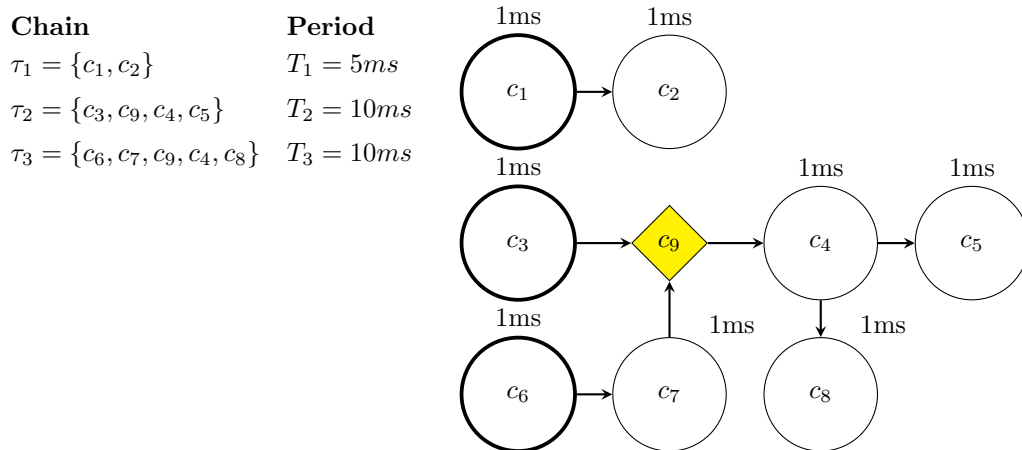 Chain Period
τ₁ = {c₁, c₂} T₁ = 5ms
τ₂ = {c₃, c₉, c₄, c₅} T₂ = 10ms
τ₃ = {c₆, c₇, c₉, c₄, c₈} T₃ = 10ms
1ms 1ms
c₁ c₂
1ms 1ms 1ms
c₃ c₉ c₄ c₅
1ms 1ms 1ms
c₆ c₇ c₈